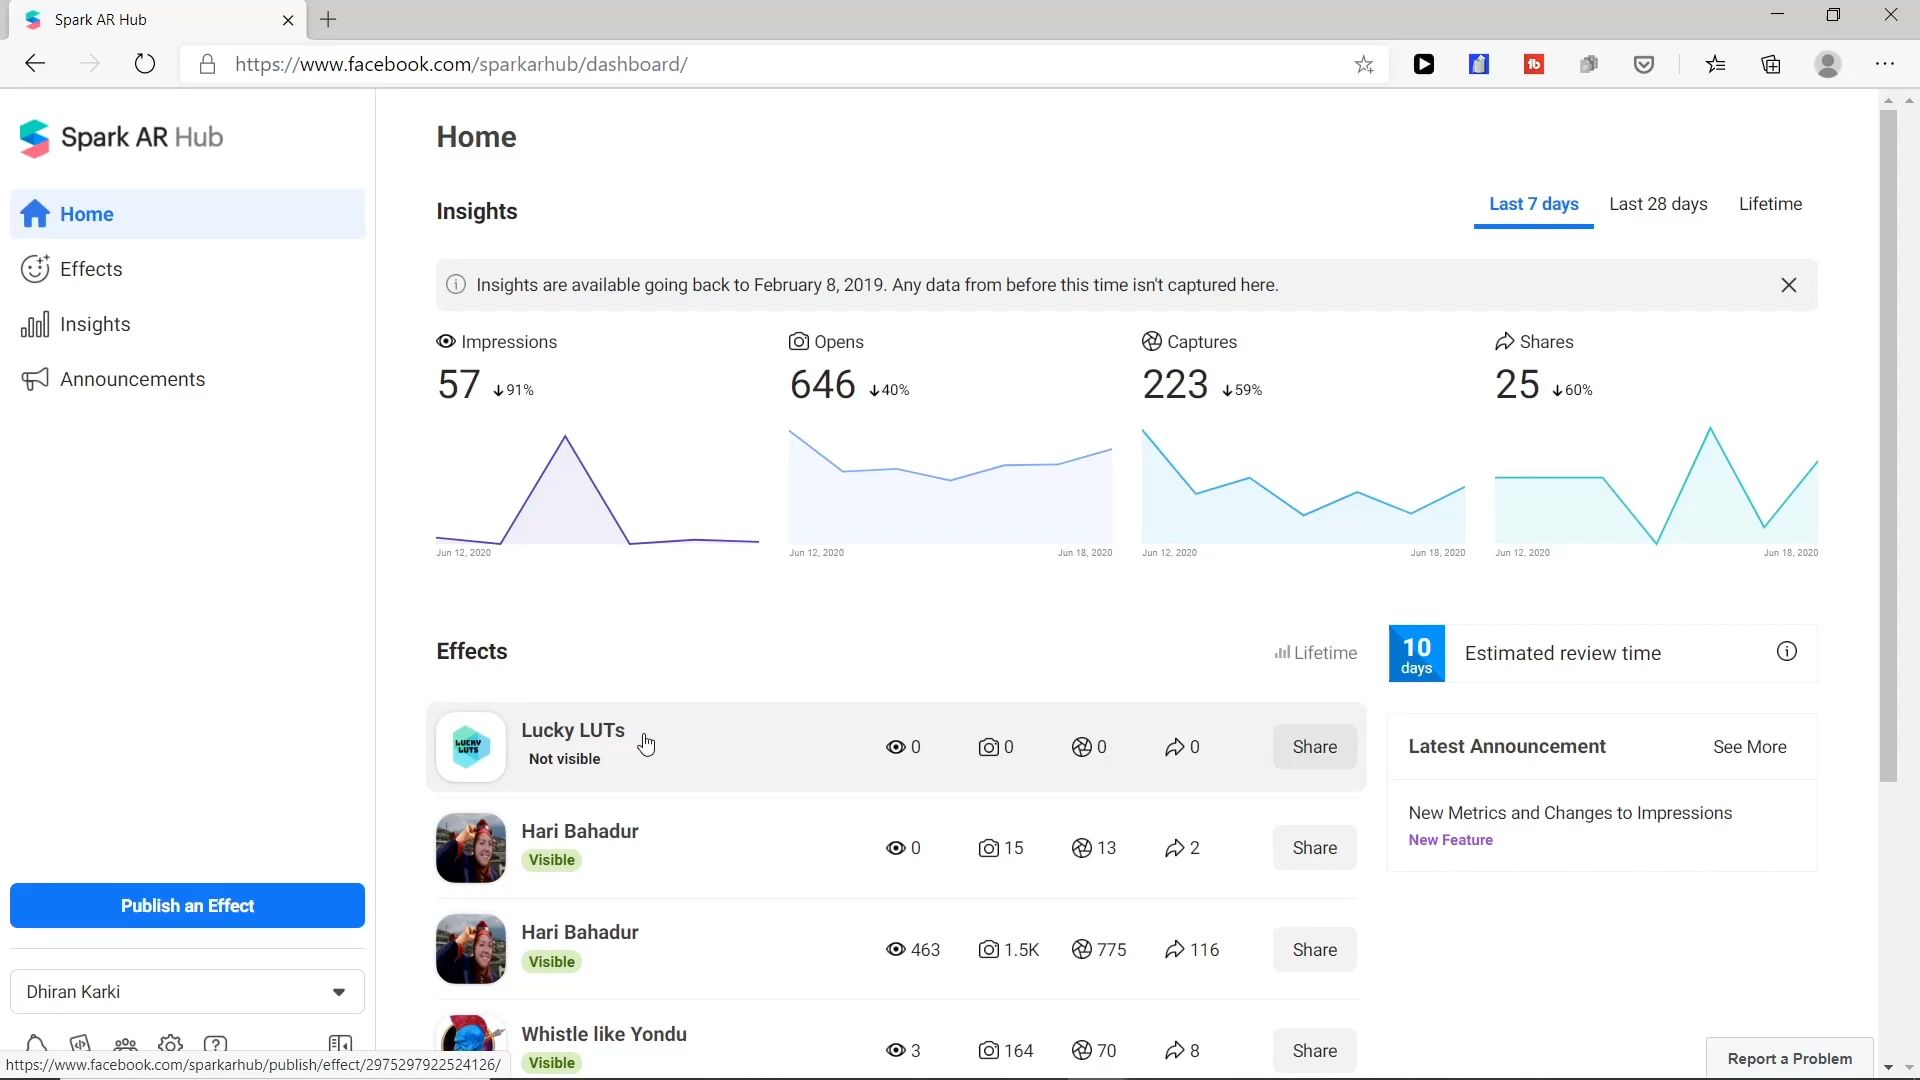 Spark AR Hub
https://www.facebook.com/sparkarhub/dashboard/
Spark AR Hub
Home
Effects
Insights
Announcements
Publish an Effect
Dhiran Karki
https://www.facebook.com/sparkarhub/publish/effect/2975297922524126/
Home
Insights
Last 7 days Last 28 days Lifetime
Insights are available going back to February 8, 2019. Any data from before this time isn't captured here.
Impressions
57 ↓91%
Jun 12, 2020
Opens
646 ↓40%
Jun 12, 2020 Jun 18, 2020
Captures
223 ↓59%
Jun 12, 2020 Jun 18, 2020
Shares
25 ↓60%
Jun 12, 2020 Jun 18, 2020
Effects
Lifetime
LUCKY
LUTS
Lucky LUTs
Not visible
0 0 0 0 Share
Hari Bahadur
Visible
0 15 13 2 Share
Hari Bahadur
Visible
463 1.5K 775 116 Share
Whistle like Yondu
Visible
3 164 70 8 Share
10
days
Estimated review time
Latest Announcement See More
New Metrics and Changes to Impressions
New Feature
Report a Problem